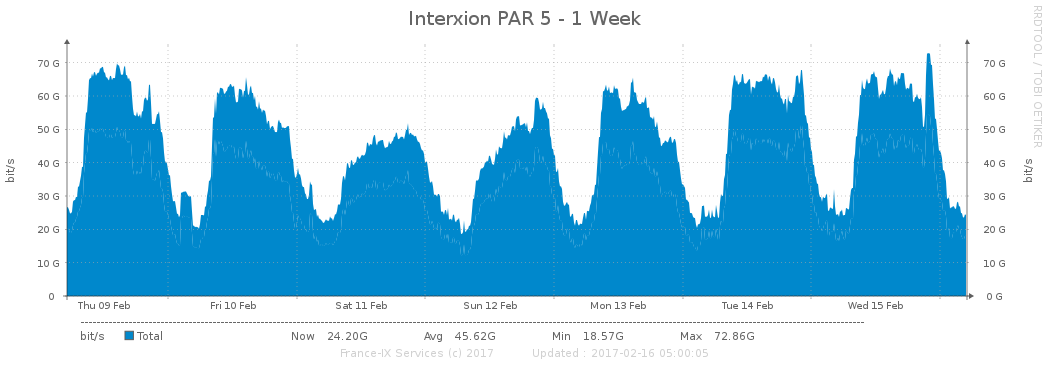 Interxion PAR 5 - 1 Week
RRDTOOL / TOBI OETIKER
bit/s
bit/s
70 G 70 G
60 G 60 G
50 G 50 G
40 G 40 G
30 G 30 G
20 G 20 G
10 G 10 G
0 0 G
Thu 09 Feb Fri 10 Feb Sat 11 Feb Sun 12 Feb Mon 13 Feb Tue 14 Feb Wed 15 Feb
bit/s Total Now 24.20G Avg 45.62G Min 18.57G Max 72.86G
France-IX Services (c) 2017 Updated : 2017-02-16 05:00:05